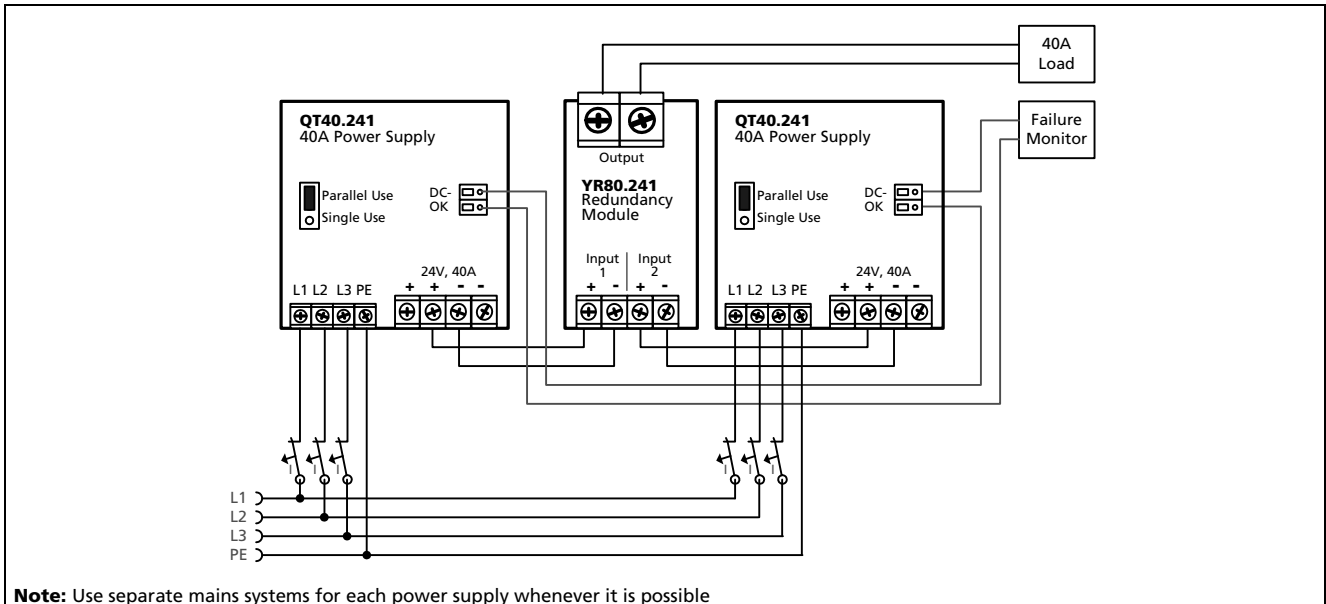 40A
Load
QT40.241
40A Power Supply
Parallel Use
Single Use
DC-
OK
24V, 40A
+ + - -
L1 L2 L3 PE
Output
YR80.241
Redundancy
Module
Input
1
Input
2
+ - + -
QT40.241
40A Power Supply
Parallel Use
Single Use
DC-
OK
24V, 40A
+ + - -
L1 L2 L3 PE
Failure
Monitor
I I I
I I I
L1
L2
L3
PE
Note: Use separate mains systems for each power supply whenever it is possible